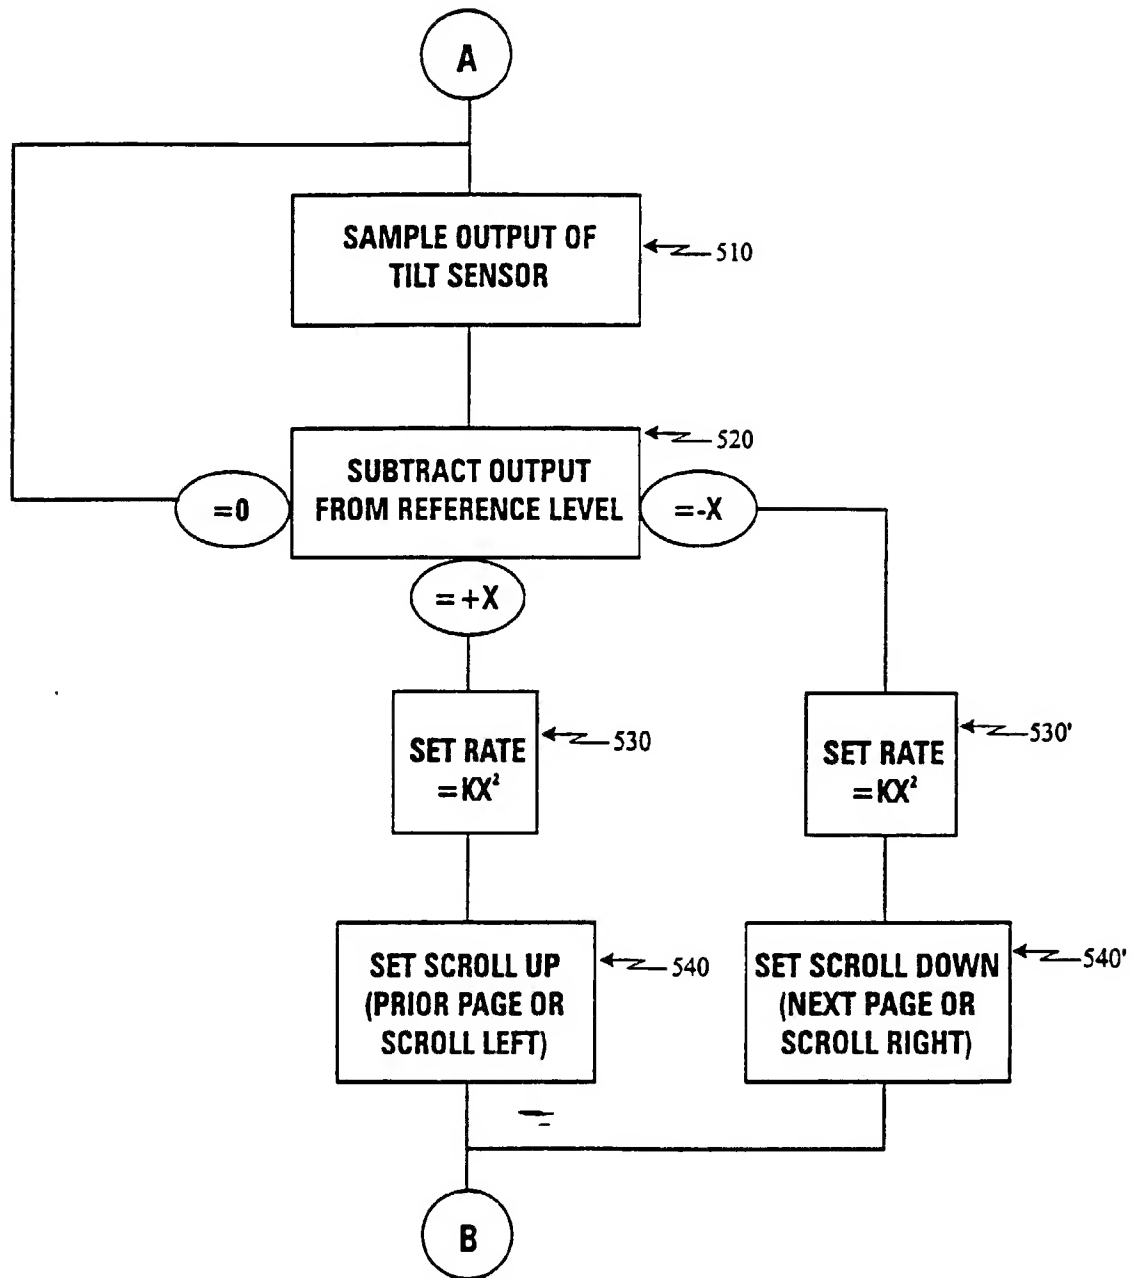 A
SAMPLE OUTPUT OF
TILT SENSOR
510
520
SUBTRACT OUTPUT
FROM REFERENCE LEVEL
=0
=-X
=+X
SET RATE
=KX²
530
SET RATE
=KX²
530'
SET SCROLL UP
(PRIOR PAGE OR
SCROLL LEFT)
540
SET SCROLL DOWN
(NEXT PAGE OR
SCROLL RIGHT)
540'
B